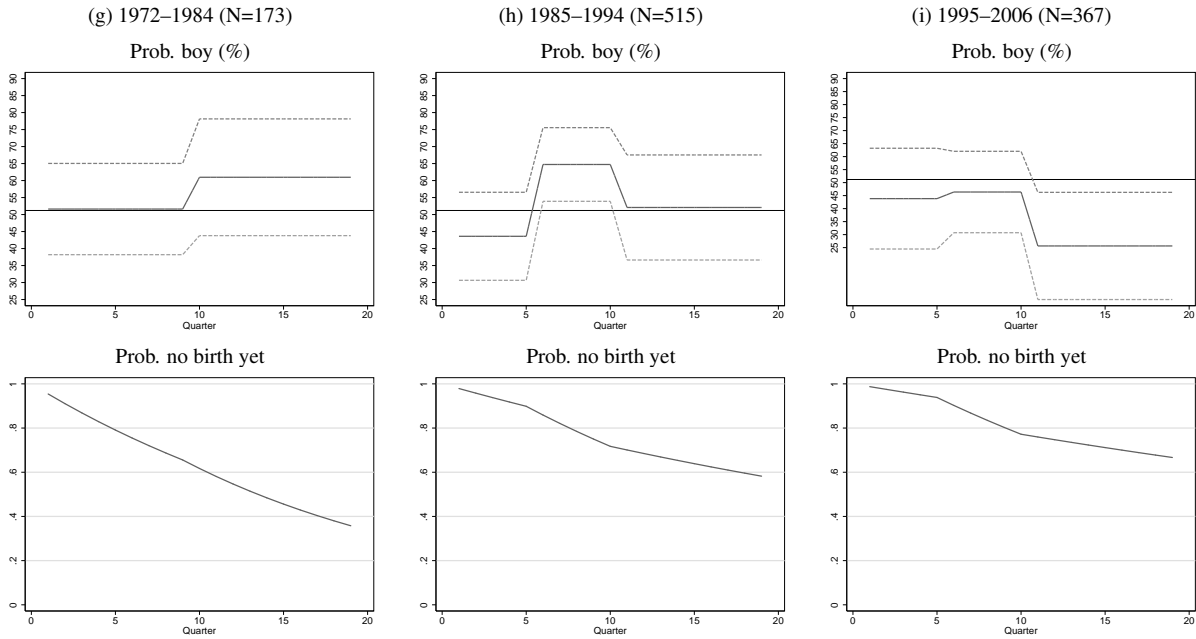 (g) 1972–1984 (N=173)
(h) 1985–1994 (N=515)
(i) 1995–2006 (N=367)
Prob. boy (%)
Prob. boy (%)
Prob. boy (%)
25 30 35 40 45 50 55 60 65 70 75 80 85 90
0 5 10 15 20
Quarter
25 30 35 40 45 50 55 60 65 70 75 80 85 90
0 5 10 15 20
Quarter
25 30 35 40 45 50 55 60 65 70 75 80 85 90
0 5 10 15 20
Quarter
Prob. no birth yet
Prob. no birth yet
Prob. no birth yet
0 .2 .4 .6 .8 1
0 5 10 15 20
Quarter
0 .2 .4 .6 .8 1
0 5 10 15 20
Quarter
0 .2 .4 .6 .8 1
0 5 10 15 20
Quarter